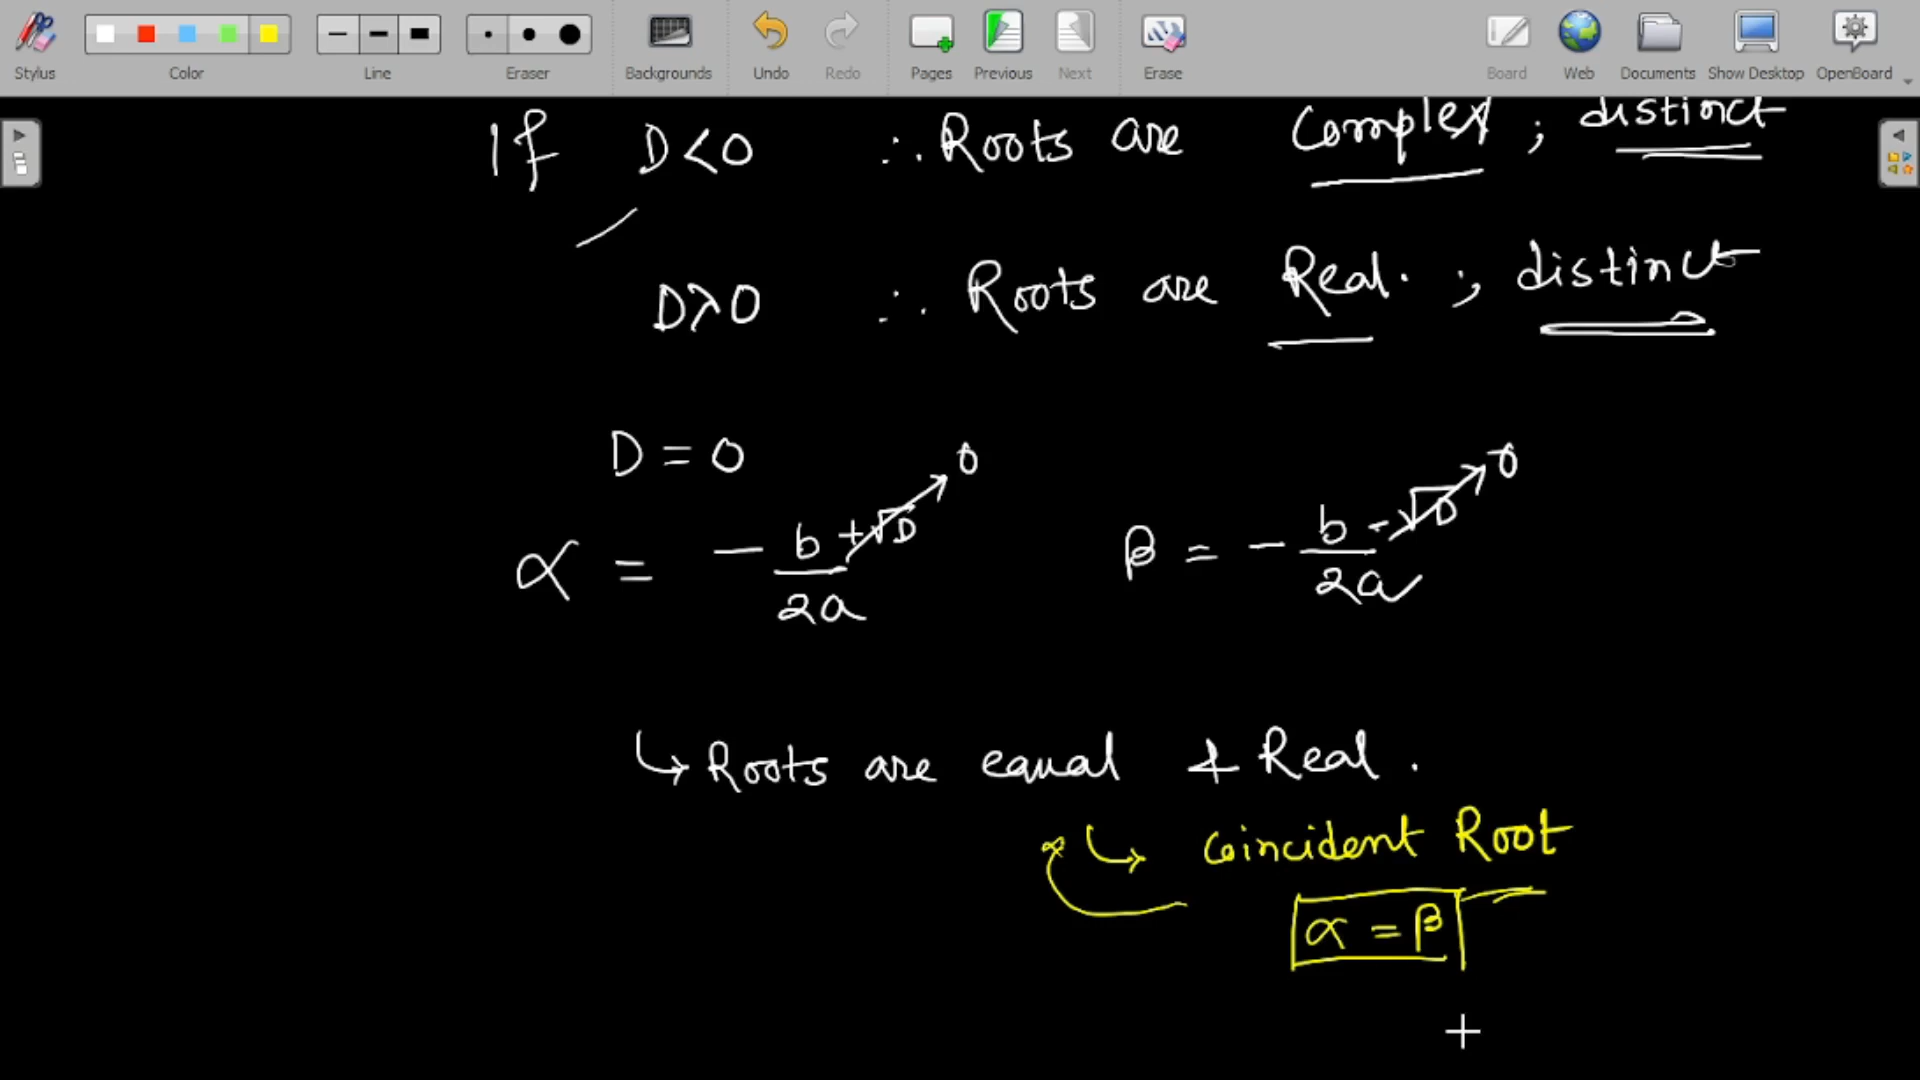 Stylus Color Line Eraser Backgrounds Undo Redo Pages Previous Next Erase Board Web Documents Show Desktop OpenBoard
If D<0 ∴ Roots are Complex ; distinct
D>0 ∴ Roots are Real. ; distinct
D = 0
α = - b+√D / 2a → 0 β = - b-√D / 2a → 0
↳ Roots are equal & Real.
α ↳ Coincident Root
α = β